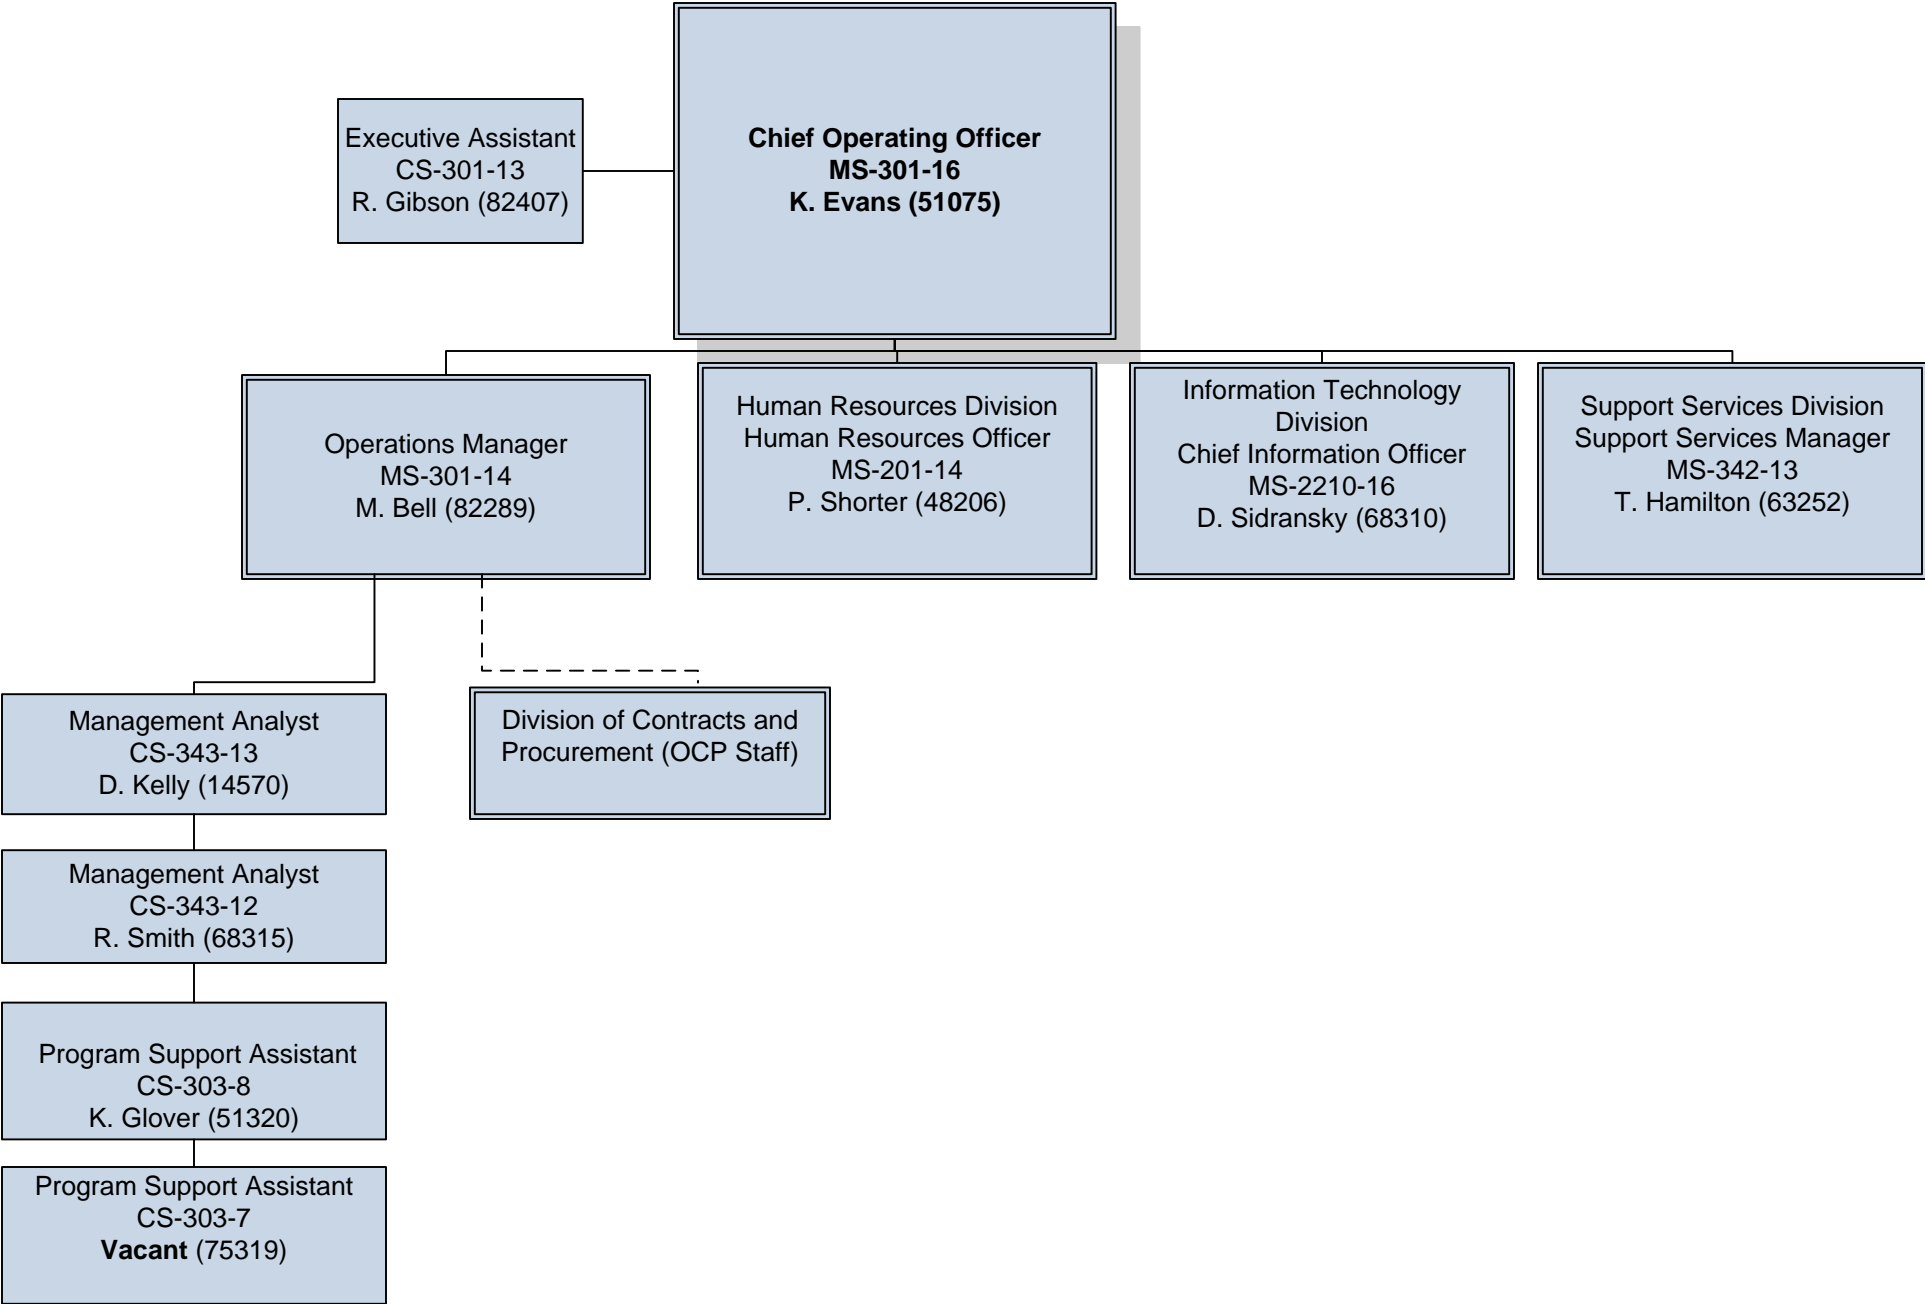 Executive Assistant
CS-301-13
R. Gibson (82407)
Chief Operating Officer
MS-301-16
K. Evans (51075)
Operations Manager
MS-301-14
M. Bell (82289)
Human Resources Division
Human Resources Officer
MS-201-14
P. Shorter (48206)
Information Technology
Division
Chief Information Officer
MS-2210-16
D. Sidransky (68310)
Support Services Division
Support Services Manager
MS-342-13
T. Hamilton (63252)
Management Analyst
CS-343-13
D. Kelly (14570)
Division of Contracts and
Procurement (OCP Staff)
Management Analyst
CS-343-12
R. Smith (68315)
Program Support Assistant
CS-303-8
K. Glover (51320)
Program Support Assistant
CS-303-7
Vacant (75319)